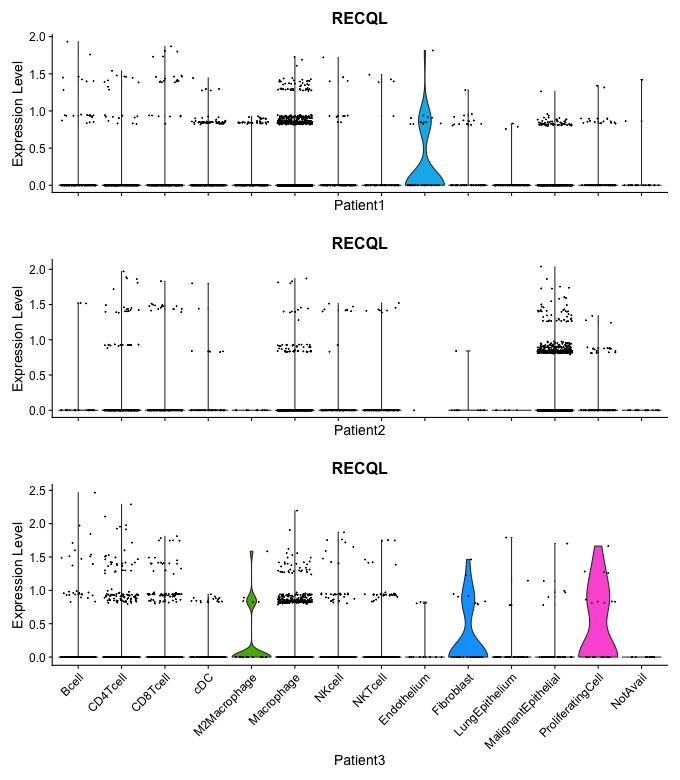 RECQL
Expression Level
2.0
1.5
1.0
0.5
0.0
Patient1
RECQL
Expression Level
2.0
1.5
1.0
0.5
0.0
Patient2
RECQL
Expression Level
2.5
2.0
1.5
1.0
0.5
0.0
Bcell
CD4Tcell
CD8Tcell
cDC
M2Macrophage
Macrophage
NKcell
NKTcell
Endothelium
Fibroblast
LungEpithelium
MalignantEpithelial
ProliferatingCell
NotAvail
Patient3